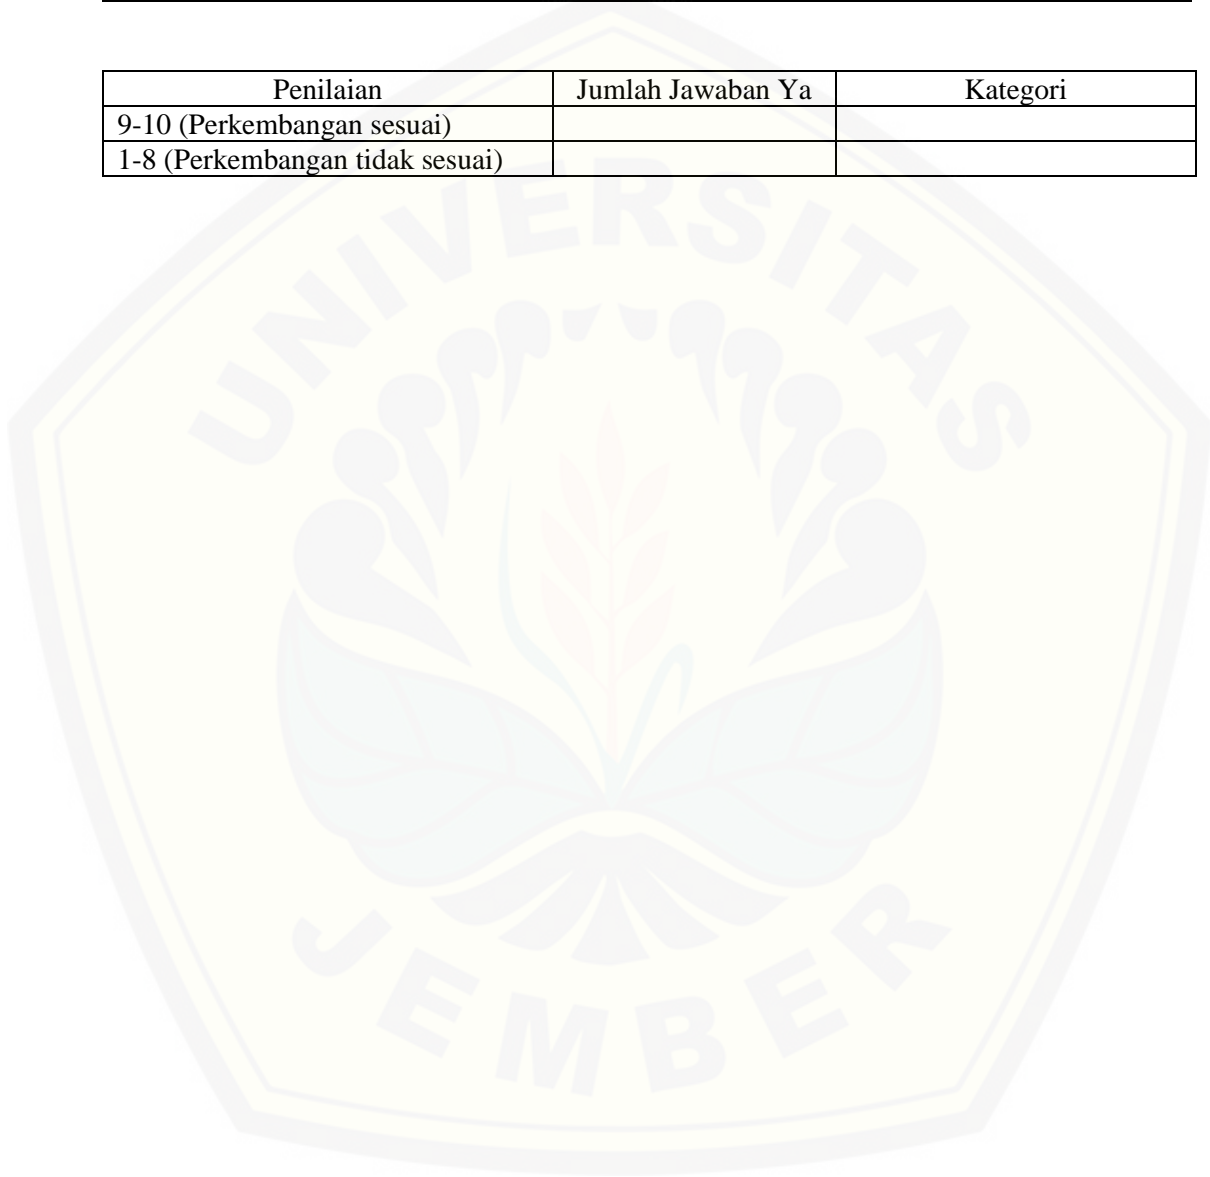 Penilaian Jumlah Jawaban Ya Kategori
9-10 (Perkembangan sesuai)
1-8 (Perkembangan tidak sesuai)
UNIVERSITAS
JEMBER